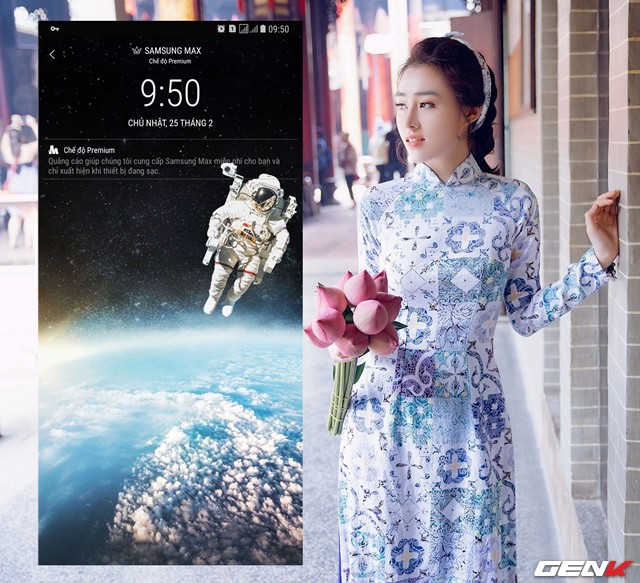 09:50
SAMSUNG MAX
Chế độ Premium
9:50
CHỦ NHẬT, 25 THÁNG 2
Chế độ Premium
Quảng cáo giúp chúng tôi cung cấp Samsung Max miễn phí cho bạn và
chỉ xuất hiện khi thiết bị đang sạc.
GENK